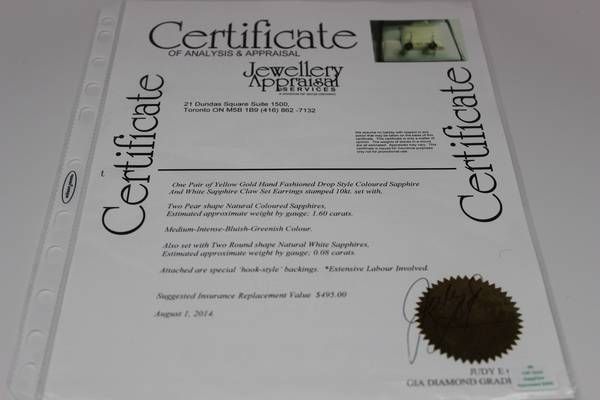 Certificate
OF ANALYSIS & APPRAISAL
Jewellery
Appraisal
SERVICES
21 Dundas Square Suite 1500,
Toronto ON M5B 1B9 (416) 862 -7132
Certificate
Certificate
One Pair of Yellow Gold Hand Fashioned Drop Style Coloured Sapphire
And White Sapphire Claw Set Earrings stamped 10kt. set with.
Two Pear shape Natural Coloured Sapphires,
Estimated approximate weight by gauge; 1.60 carats.
Medium-Intense-Bluish-Greenish Colour.
Also set with Two Round shape Natural White Sapphires,
Estimated approximate weight by gauge; 0.08 carats.
Attached are special 'hook-style' backings. *Extensive Labour Involved.
Suggested Insurance Replacement Value $495.00
August 1, 2014.
JUDY E
GIA DIAMOND GRADE